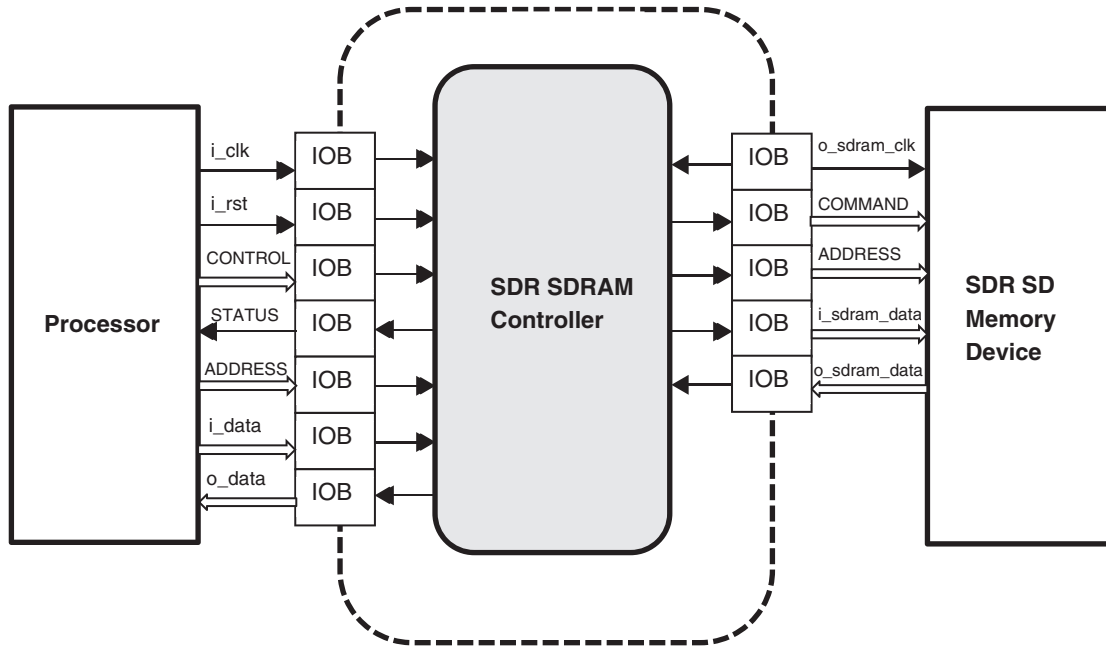 Processor
i_clk
i_rst
CONTROL
STATUS
ADDRESS
i_data
o_data
IOB
IOB
IOB
IOB
IOB
IOB
IOB
SDR SDRAM
Controller
IOB
IOB
IOB
IOB
IOB
o_sdram_clk
COMMAND
ADDRESS
i_sdram_data
o_sdram_data
SDR SD
Memory
Device